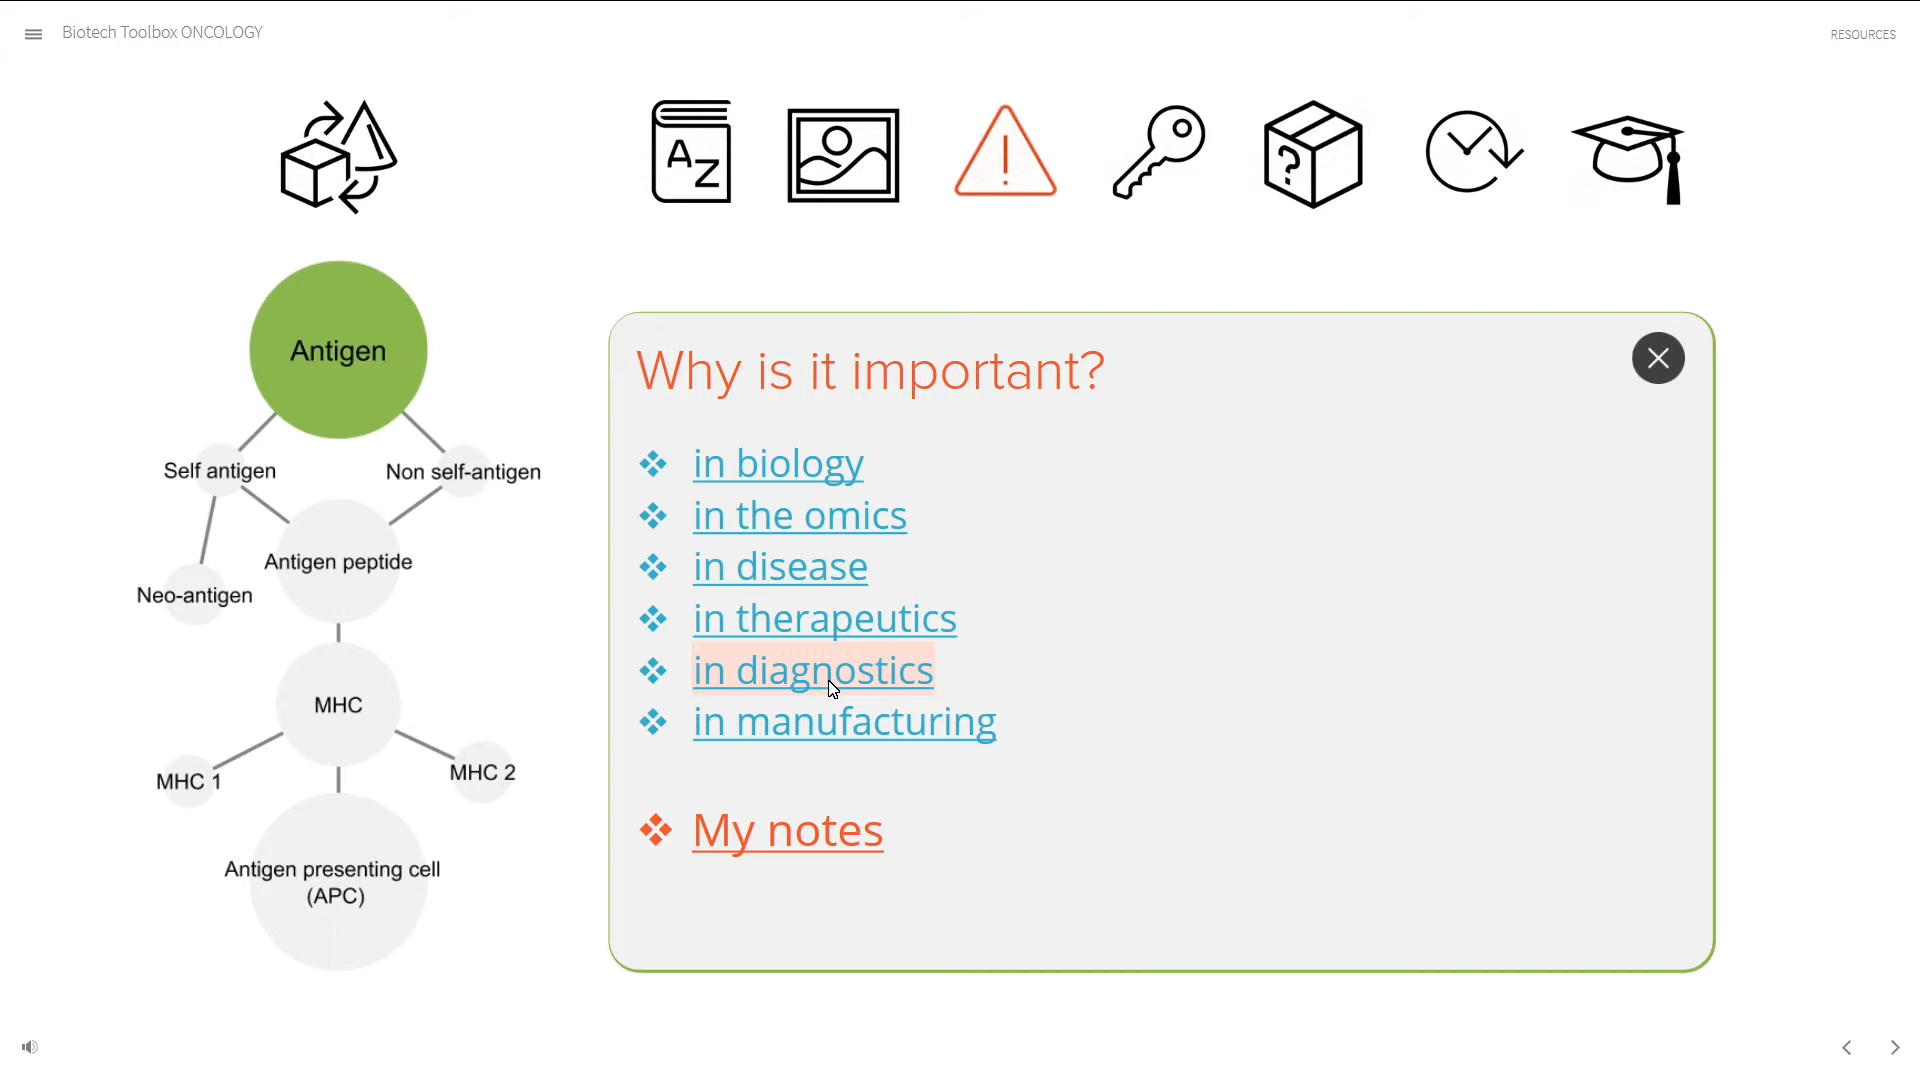 Biotech Toolbox ONCOLOGY
RESOURCES
A Z
?
Antigen
Self antigen
Non self-antigen
Antigen peptide
Neo-antigen
MHC
MHC 1
MHC 2
Antigen presenting cell
(APC)
Why is it important?
in biology
in the omics
in disease
in therapeutics
in diagnostics
in manufacturing
My notes